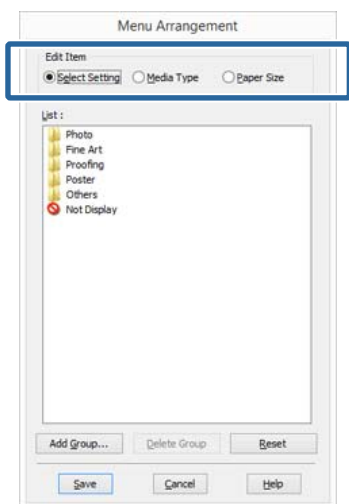 Menu Arrangement
Edit Item
Select Setting Media Type Paper Size
List :
Photo
Fine Art
Proofing
Poster
Others
Not Display
Add Group... Delete Group Reset
Save Cancel Help